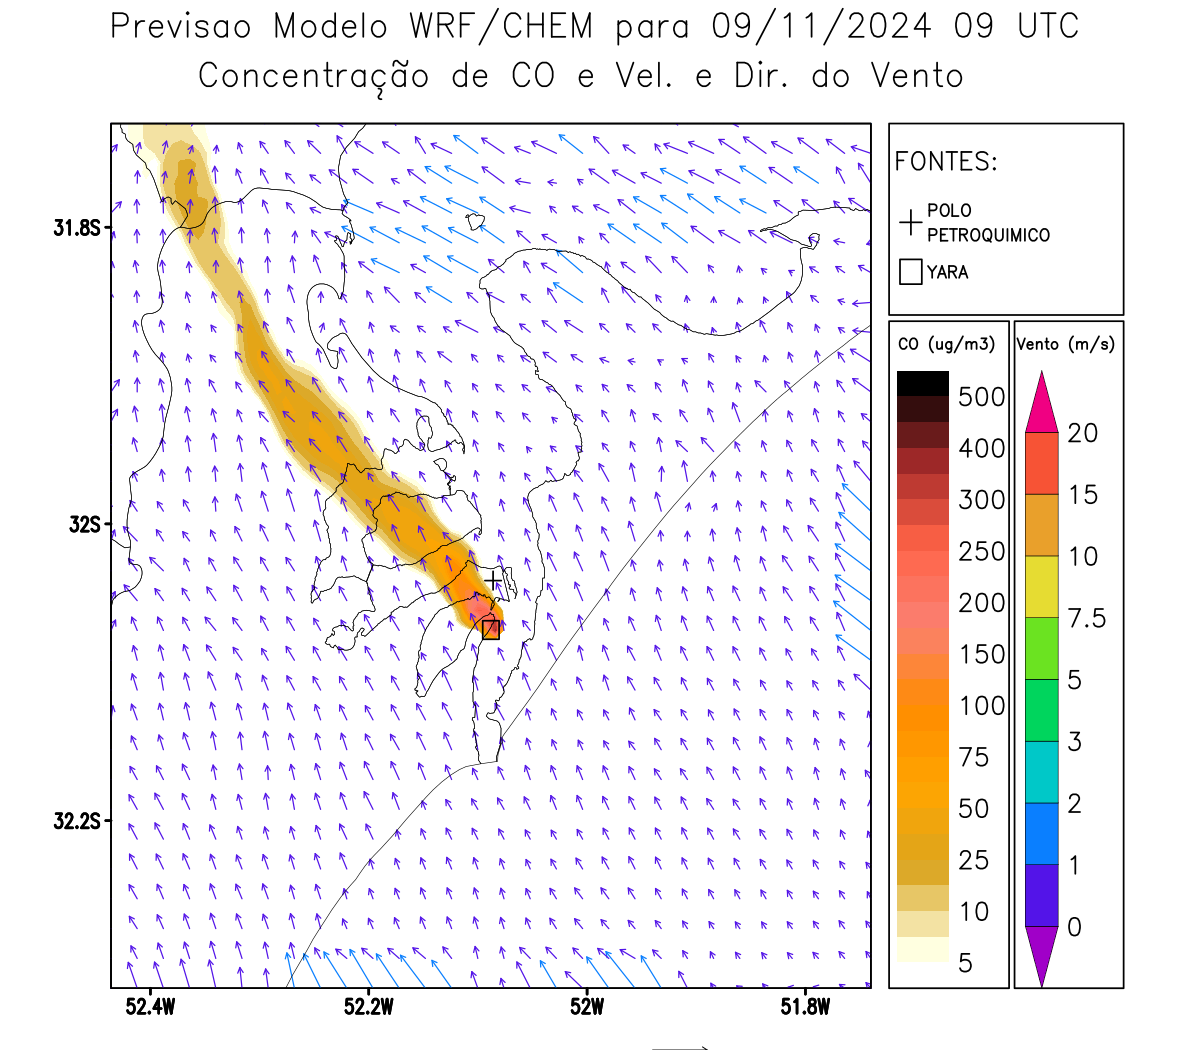 Previsao Modelo WRF/CHEM para 09/11/2024 09 UTC
Concentração de CO e Vel. e Dir. do Vento
FONTES:
POLO
PETROQUIMICO
YARA
CO (ug/m3)
500
400
300
250
200
150
100
75
50
25
10
5
Vento (m/s)
20
15
10
7.5
5
3
2
1
0
31.8S
32S
32.2S
52.4W
52.2W
52W
51.8W